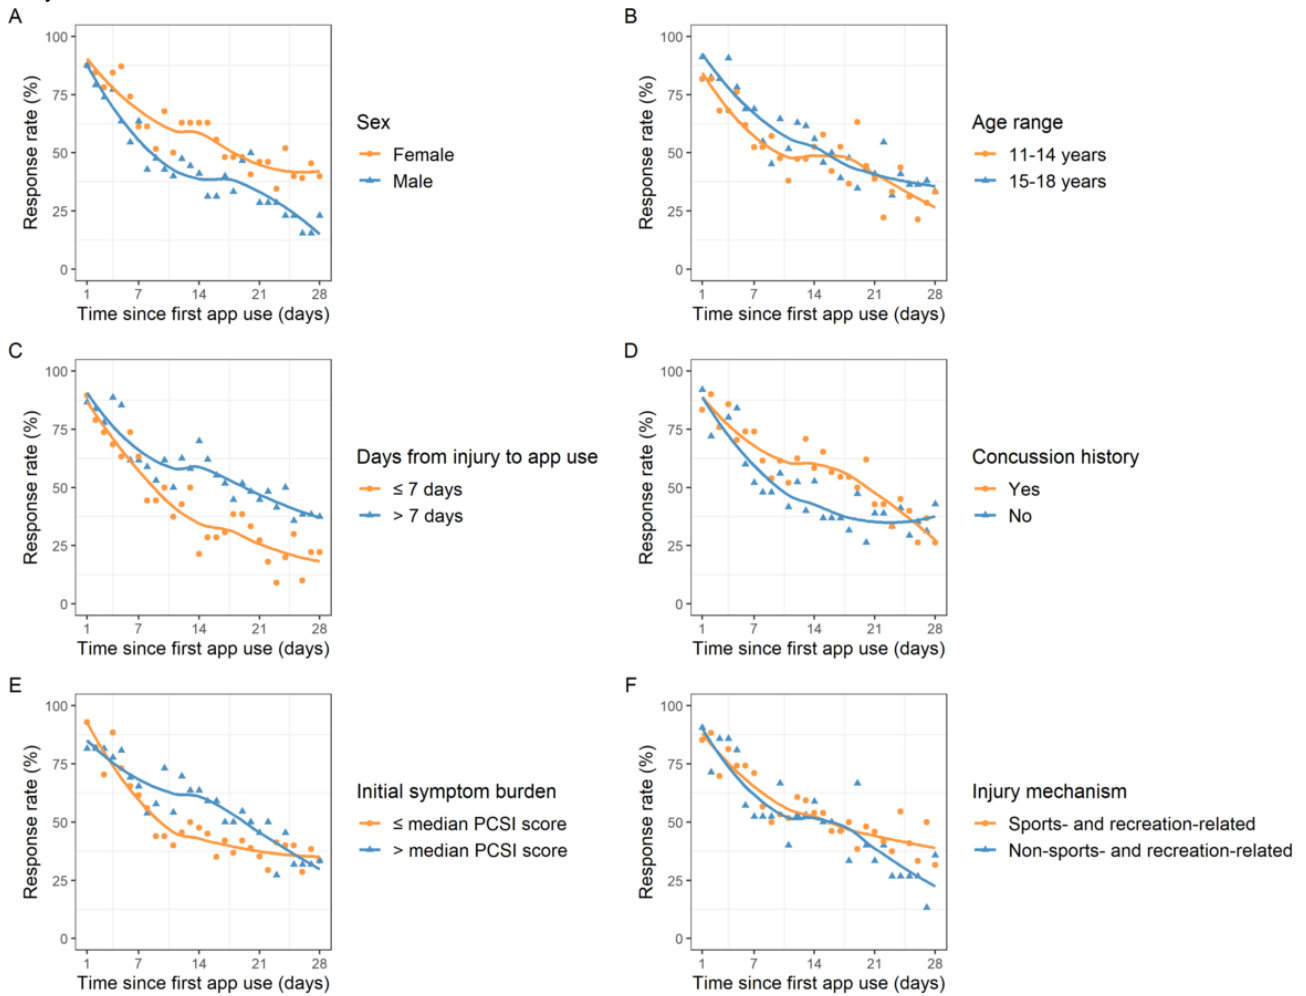 A
Response rate (%)
100
75
50
25
0
1 7 14 21 28
Time since first app use (days)
Sex
Female
Male
B
Response rate (%)
100
75
50
25
0
1 7 14 21 28
Time since first app use (days)
Age range
11-14 years
15-18 years
C
Response rate (%)
100
75
50
25
0
1 7 14 21 28
Time since first app use (days)
Days from injury to app use
≤ 7 days
> 7 days
D
Response rate (%)
100
75
50
25
0
1 7 14 21 28
Time since first app use (days)
Concussion history
Yes
No
E
Response rate (%)
100
75
50
25
0
1 7 14 21 28
Time since first app use (days)
Initial symptom burden
≤ median PCSI score
> median PCSI score
F
Response rate (%)
100
75
50
25
0
1 7 14 21 28
Time since first app use (days)
Injury mechanism
Sports- and recreation-related
Non-sports- and recreation-related